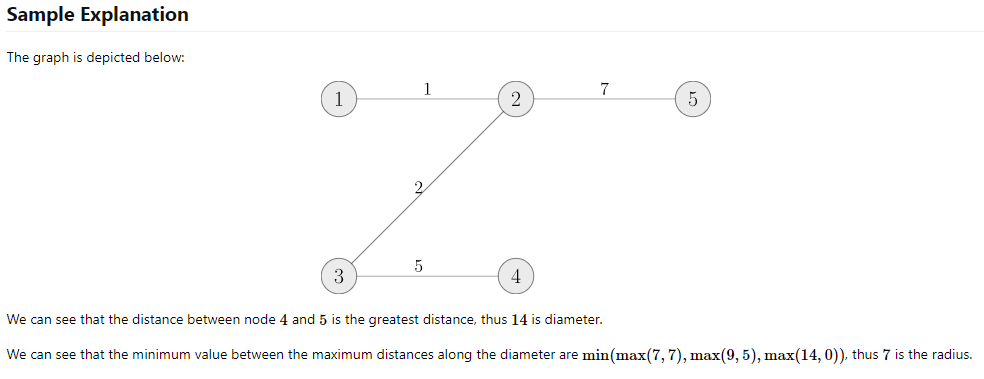 Sample Explanation
The graph is depicted below:
1 1 2 7 5
2
3 5 4
We can see that the distance between node 4 and 5 is the greatest distance, thus 14 is diameter.
We can see that the minimum value between the maximum distances along the diameter are min(max(7, 7), max(9, 5), max(14, 0)), thus 7 is the radius.